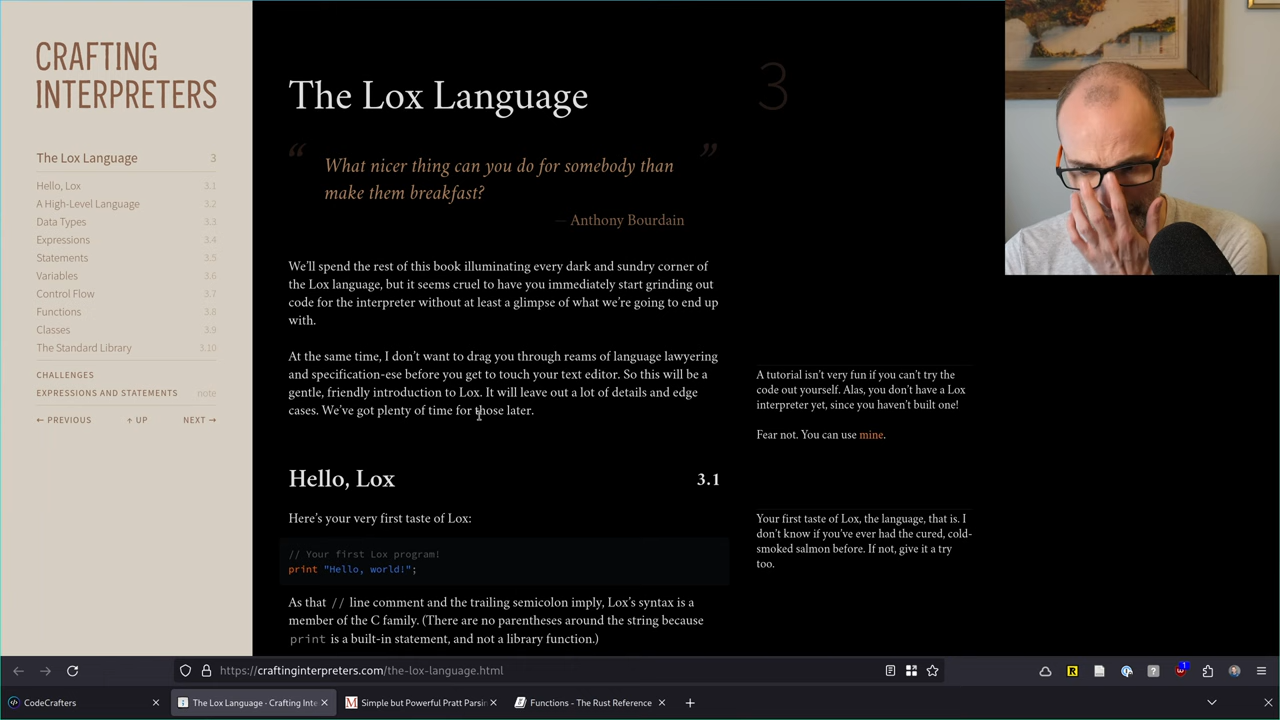 CRAFTING
INTERPRETERS
The Lox Language 3
Hello, Lox 3.1
A High-Level Language 3.2
Data Types 3.3
Expressions 3.4
Statements 3.5
Variables 3.6
Control Flow 3.7
Functions 3.8
Classes 3.9
The Standard Library 3.10
CHALLENGES
EXPRESSIONS AND STATEMENTS note
← PREVIOUS ↑ UP NEXT →
3
The Lox Language
“ What nicer thing can you do for somebody than ”
make them breakfast?
— Anthony Bourdain
We’ll spend the rest of this book illuminating every dark and sundry corner of
the Lox language, but it seems cruel to have you immediately start grinding out
code for the interpreter without at least a glimpse of what we’re going to end up
with.
At the same time, I don’t want to drag you through reams of language lawyering
and specification-ese before you get to touch your text editor. So this will be a
gentle, friendly introduction to Lox. It will leave out a lot of details and edge
cases. We’ve got plenty of time for those later.
A tutorial isn’t very fun if you can’t try the
code out yourself. Alas, you don’t have a Lox
interpreter yet, since you haven’t built one!
Fear not. You can use mine.
Hello, Lox 3.1
Here’s your very first taste of Lox:
// Your first Lox program!
print "Hello, world!";
As that // line comment and the trailing semicolon imply, Lox’s syntax is a
member of the C family. (There are no parentheses around the string because
print is a built-in statement, and not a library function.)
Your first taste of Lox, the language, that is. I
don’t know if you’ve ever had the cured, cold-
smoked salmon before. If not, give it a try
too.
https://craftinginterpreters.com/the-lox-language.html
1
CodeCrafters
The Lox Language · Crafting Inte
Simple but Powerful Pratt Parsin
Functions - The Rust Reference